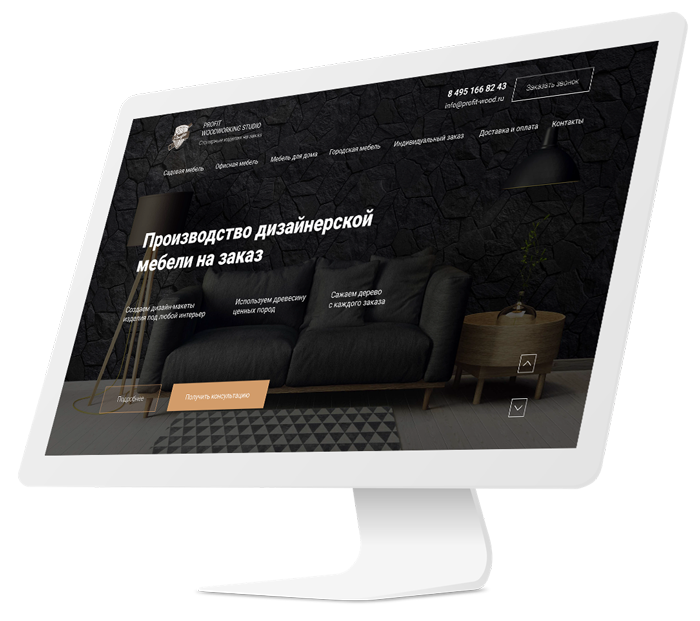 8 495 166 82 43
info@profit-wood.ru
Заказать звонок
PROFIT
WOODWORKING STUDIO
Столярные изделия на заказ
Садовая мебель Офисная мебель Мебель для дома Городская мебель Индивидуальный заказ Доставка и оплата Контакты
Производство дизайнерской
мебели на заказ
Создаем дизайн-макеты
изделия под любой интерьер
Используем древесину
ценных пород
Сажаем дерево
с каждого заказа
Подробнее
Получить консультацию